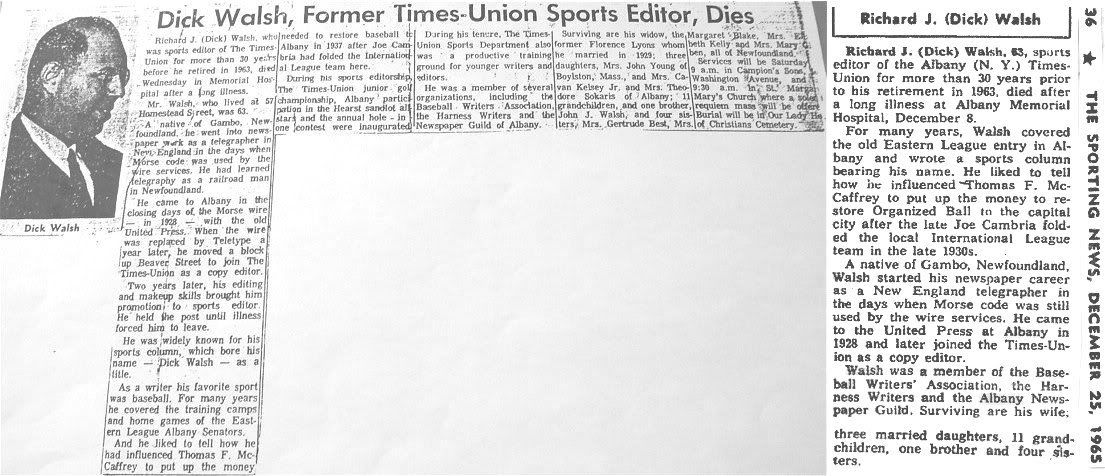 Dick Walsh, Former Times-Union Sports Editor, Dies
Dick Walsh
Richard J. (Dick) Walsh, who
was sports editor of The Times-
Union for more than 30 years
before he retired in 1963, died
Wednesday in Memorial Hos-
pital after a long illness.
Mr. Walsh, who lived at 57
Homestead Street, was 63.
A native of Gambo, New-
foundland, he went into news-
paper work as a telegrapher in
New England in the days when
Morse code was used by the
wire services. He had learned
telegraphy as a railroad man
in Newfoundland.
He came to Albany in the
closing days of the Morse wire
— in 1928 — with the old
United Press. When the wire
was replaced by Teletype a
year later, he moved a block
up Beaver Street to join The
Times-Union as a copy editor.
Two years later, his editing
and makeup skills brought him
promotion to sports editor.
He held the post until illness
forced him to leave.
He was widely known for his
sports column, which bore his
name — Dick Walsh — as a
title.
As a writer his favorite sport
was baseball. For many years
he covered the training camps
and home games of the East-
ern League Albany Senators.
And he liked to tell how he
had influenced Thomas F. Mc-
Caffrey to put up the money
needed to restore baseball to
Albany in 1937 after Joe Cam-
bria had folded the Internation-
al League team here.
During his sports editorship,
The Times-Union junior golf
championship, Albany partici-
pation in the Hearst sandlot all-
stars and the annual hole - in -
one contest were inaugurated.
During his tenure, The Times-
Union Sports Department also
was a productive training
ground for younger writers and
editors.
He was a member of several
organizations, including the
Baseball Writers Association,
the Harness Writers and the
Newspaper Guild of Albany.
Surviving are his widow, the
former Florence Lyons whom
he married in 1929; three
daughters, Mrs. John Young of
Boylston, Mass., and Mrs. Ca-
van Kelsey Jr. and Mrs. Theo-
dore Sokaris of Albany; 11
grandchildren, and one brother,
John J. Walsh, and four sis-
ters, Mrs. Gertrude Best, Mrs.
Margaret Blake, Mrs.
beth Kelly and Mrs. Mary
ben, all of Newfoundland.
Services will be Saturday
9 a.m. in Campion's Sons,
Washington Avenue, and
9:30 a.m. in St.
Mary's Church where a
requiem mass will be
Burial will be in Our Lady
of Christians Cemetery.
Richard J. (Dick) Walsh
Richard J. (Dick) Walsh, 63, sports
editor of the Albany (N. Y.) Times-
Union for more than 30 years prior
to his retirement in 1963, died after
a long illness at Albany Memorial
Hospital, December 8.
For many years, Walsh covered
the old Eastern League entry in Al-
bany and wrote a sports column
bearing his name. He liked to tell
how he influenced Thomas F. Mc-
Caffrey to put up the money to re-
store Organized Ball to the capital
city after the late Joe Cambria fold-
ed the local International League
team in the late 1930s.
A native of Gambo, Newfoundland,
Walsh started his newspaper career
as a New England telegrapher in
the days when Morse code was still
used by the wire services. He came
to the United Press at Albany in
1928 and later joined the Times-Un-
ion as a copy editor.
Walsh was a member of the Base-
ball Writers' Association, the Har-
ness Writers and the Albany News-
paper Guild. Surviving are his wife,
three married daughters, 11 grand-
children, one brother and four sis-
ters.
36 ★ THE SPORTING NEWS, DECEMBER 25, 1965